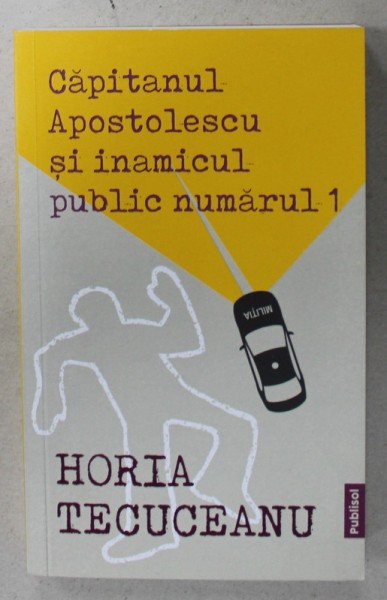 Căpitanul
Apostolescu
și inamicul
public numărul 1
MILIȚIA
HORIA
TECUCEANU
Publisol